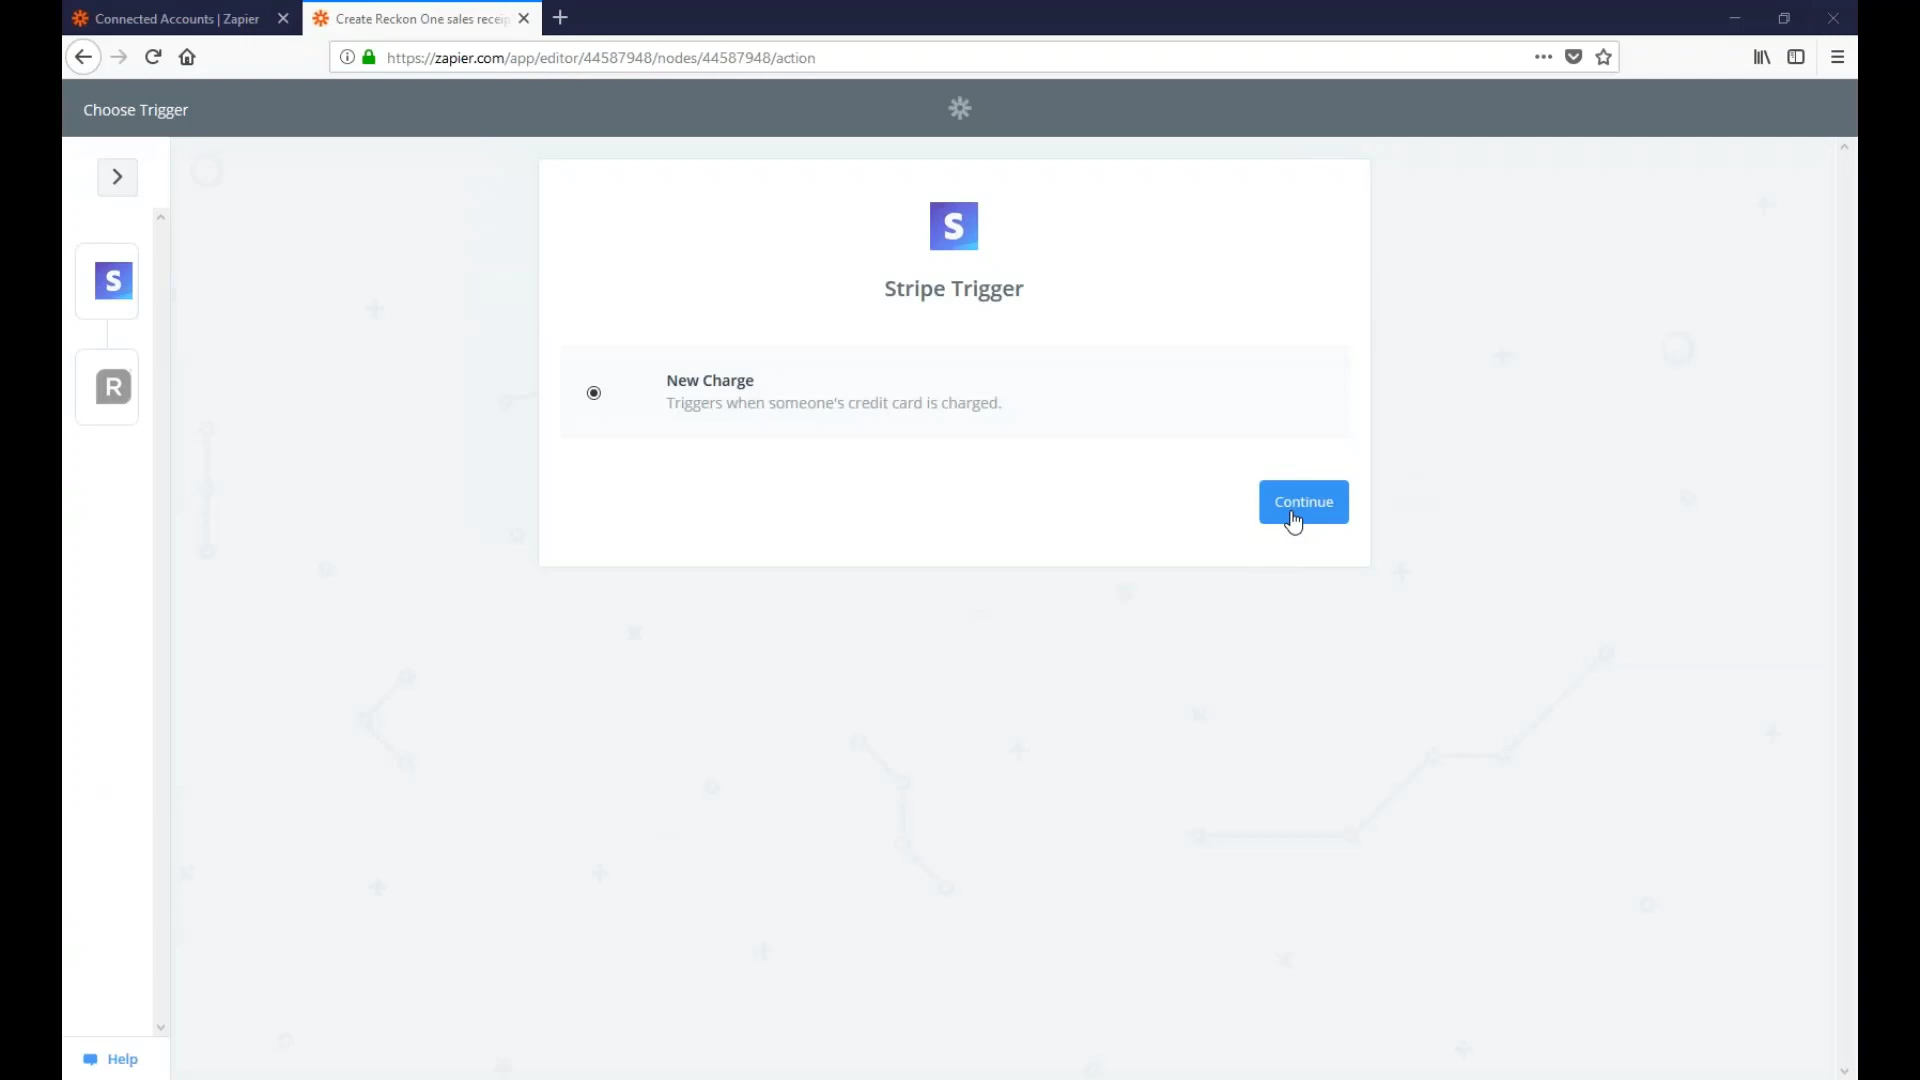 Connected Accounts | Zapier
Create Reckon One sales receip
https://zapier.com/app/editor/44587948/nodes/44587948/action
Choose Trigger
S
S
Stripe Trigger
R
New Charge
Triggers when someone's credit card is charged.
Continue
Help